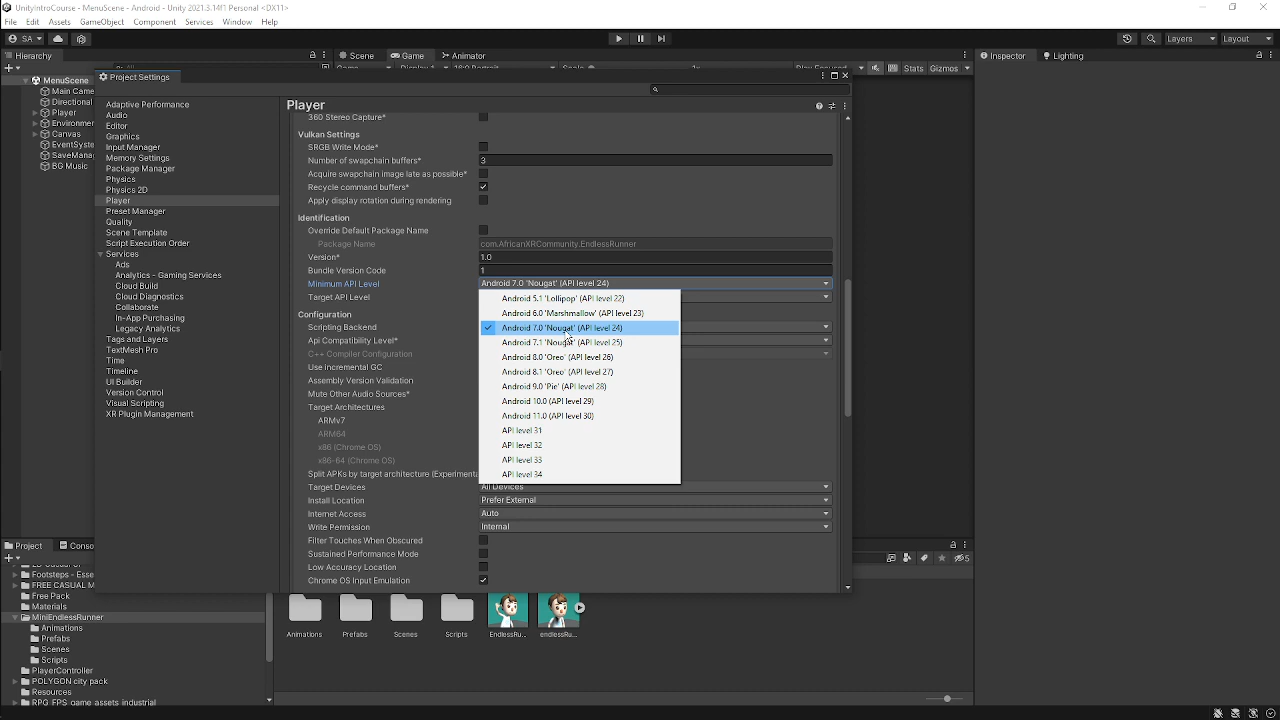 UnityIntroCourse - MenuScene - Android - Unity 2021.3.14f1 Personal <DX11>
File Edit Assets GameObject Component Services Window Help
SA
Layers Layout
Hierarchy
Scene Game Animator
Inspector Lighting
Stats Gizmos
MenuScene
Main Came
Directional
Player
Environme
Canvas
EventSyste
SaveMana
BG Music
Project Settings
Adaptive Performance
Audio
Editor
Graphics
Input Manager
Memory Settings
Package Manager
Physics
Physics 2D
Player
Preset Manager
Quality
Scene Template
Script Execution Order
Services
Ads
Analytics - Gaming Services
Cloud Build
Cloud Diagnostics
Collaborate
In-App Purchasing
Legacy Analytics
Tags and Layers
TextMesh Pro
Time
Timeline
UI Builder
Version Control
Visual Scripting
XR Plugin Management
Player
360 Stereo Capture*
Vulkan Settings
SRGB Write Mode*
Number of swapchain buffers* 3
Acquire swapchain image late as possible*
Recycle command buffers*
Apply display rotation during rendering
Identification
Override Default Package Name
Package Name com.AfricanXRCommunity.EndlessRunner
Version* 1.0
Bundle Version Code 1
Minimum API Level Android 7.0 'Nougat' (API level 24)
Target API Level
Configuration
Scripting Backend
Api Compatibility Level*
C++ Compiler Configuration
Use incremental GC
Assembly Version Validation
Mute Other Audio Sources*
Target Architectures
ARMv7
ARM64
x86 (Chrome OS)
x86-64 (Chrome OS)
Split APKs by target architecture (Experimenta
Target Devices All Devices
Install Location Prefer External
Internet Access Auto
Write Permission Internal
Filter Touches When Obscured
Sustained Performance Mode
Low Accuracy Location
Chrome OS Input Emulation
Android 5.1 'Lollipop' (API level 22)
Android 6.0 'Marshmallow' (API level 23)
Android 7.0 'Nougat' (API level 24)
Android 7.1 'Nougat' (API level 25)
Android 8.0 'Oreo' (API level 26)
Android 8.1 'Oreo' (API level 27)
Android 9.0 'Pie' (API level 28)
Android 10.0 (API level 29)
Android 11.0 (API level 30)
API level 31
API level 32
API level 33
API level 34
Project Conso
5
Footsteps - Esse
FREE CASUAL M
Free Pack
Materials
MiniEndlessRunner
Animations
Prefabs
Scenes
Scripts
PlayerController
POLYGON city pack
Resources
RPG FPS game assets industrial
Animations Prefabs Scenes Scripts EndlessRu... endlessRu...